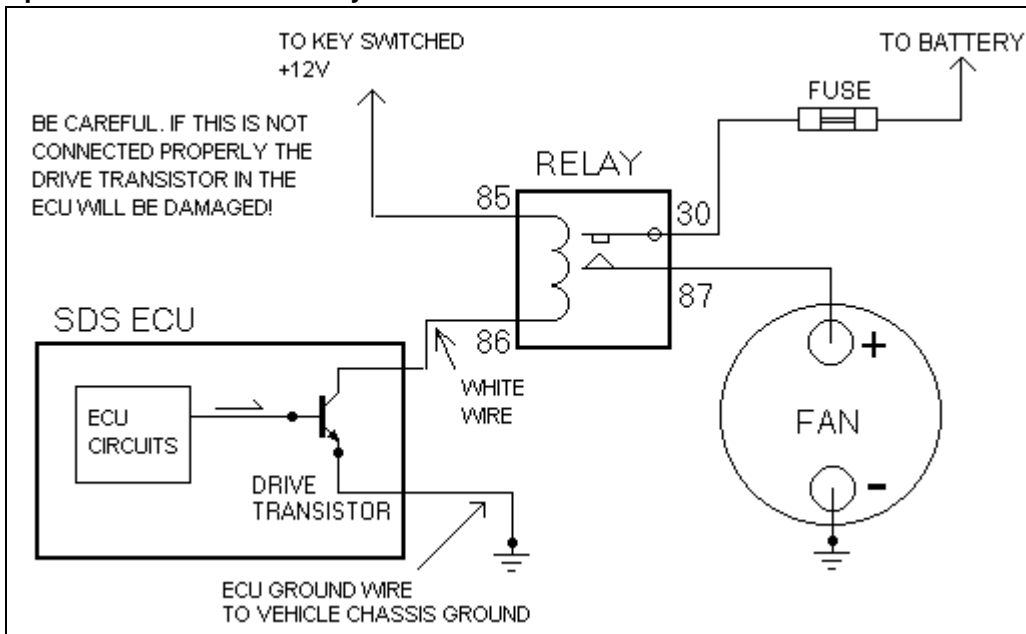 TO KEY SWITCHED
+12V
TO BATTERY
FUSE
BE CAREFUL. IF THIS IS NOT
CONNECTED PROPERLY THE
DRIVE TRANSISTOR IN THE
ECU WILL BE DAMAGED!
RELAY
85
30
87
86
SDS ECU
WHITE
WIRE
ECU
CIRCUITS
DRIVE
TRANSISTOR
+
FAN
-
ECU GROUND WIRE
TO VEHICLE CHASSIS GROUND